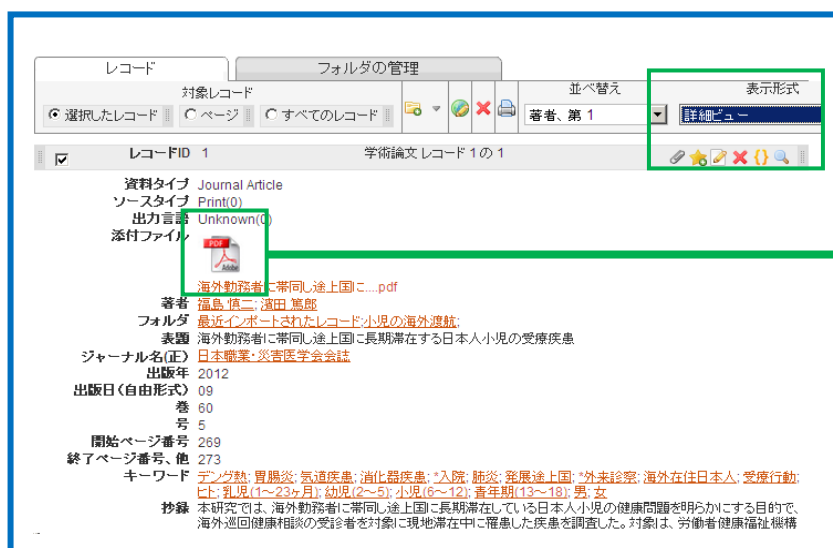 レコード フォルダの管理
対象レコード 並べ替え 表示形式
選択したレコード ページ すべてのレコード 著者、第 1 詳細ビュー
レコードID 1 学術論文 レコード 1 の 1
資料タイプ Journal Article
ソースタイプ Print(0)
出力言語 Unknown(0)
添付ファイル
PDF
Adobe
海外勤務者に帯同し途上国に....pdf
著者 福島 慎二; 濱田 篤郎
フォルダ 最近インポートされたレコード;小児の海外渡航;
表題 海外勤務者に帯同し途上国に長期滞在する日本人小児の受療疾患
ジャーナル名(正) 日本職業・災害医学会会誌
出版年 2012
出版日(自由形式) 09
巻 60
号 5
開始ページ番号 269
終了ページ番号、他 273
キーワード デング熱; 胃腸炎; 気道疾患; 消化器疾患; *入院; 肺炎; 発展途上国; *外来診察; 海外在住日本人; 受療行動;
ヒト; 乳児(1~23ヶ月); 幼児(2~5); 小児(6~12); 青年期(13~18); 男; 女
抄録 本研究では、海外勤務者に帯同し途上国に長期滞在している日本人小児の健康問題を明らかにする目的で、
海外巡回健康相談の受診者を対象に現地滞在中に罹患した疾患を調査した。対象は、労働者健康福祉機構